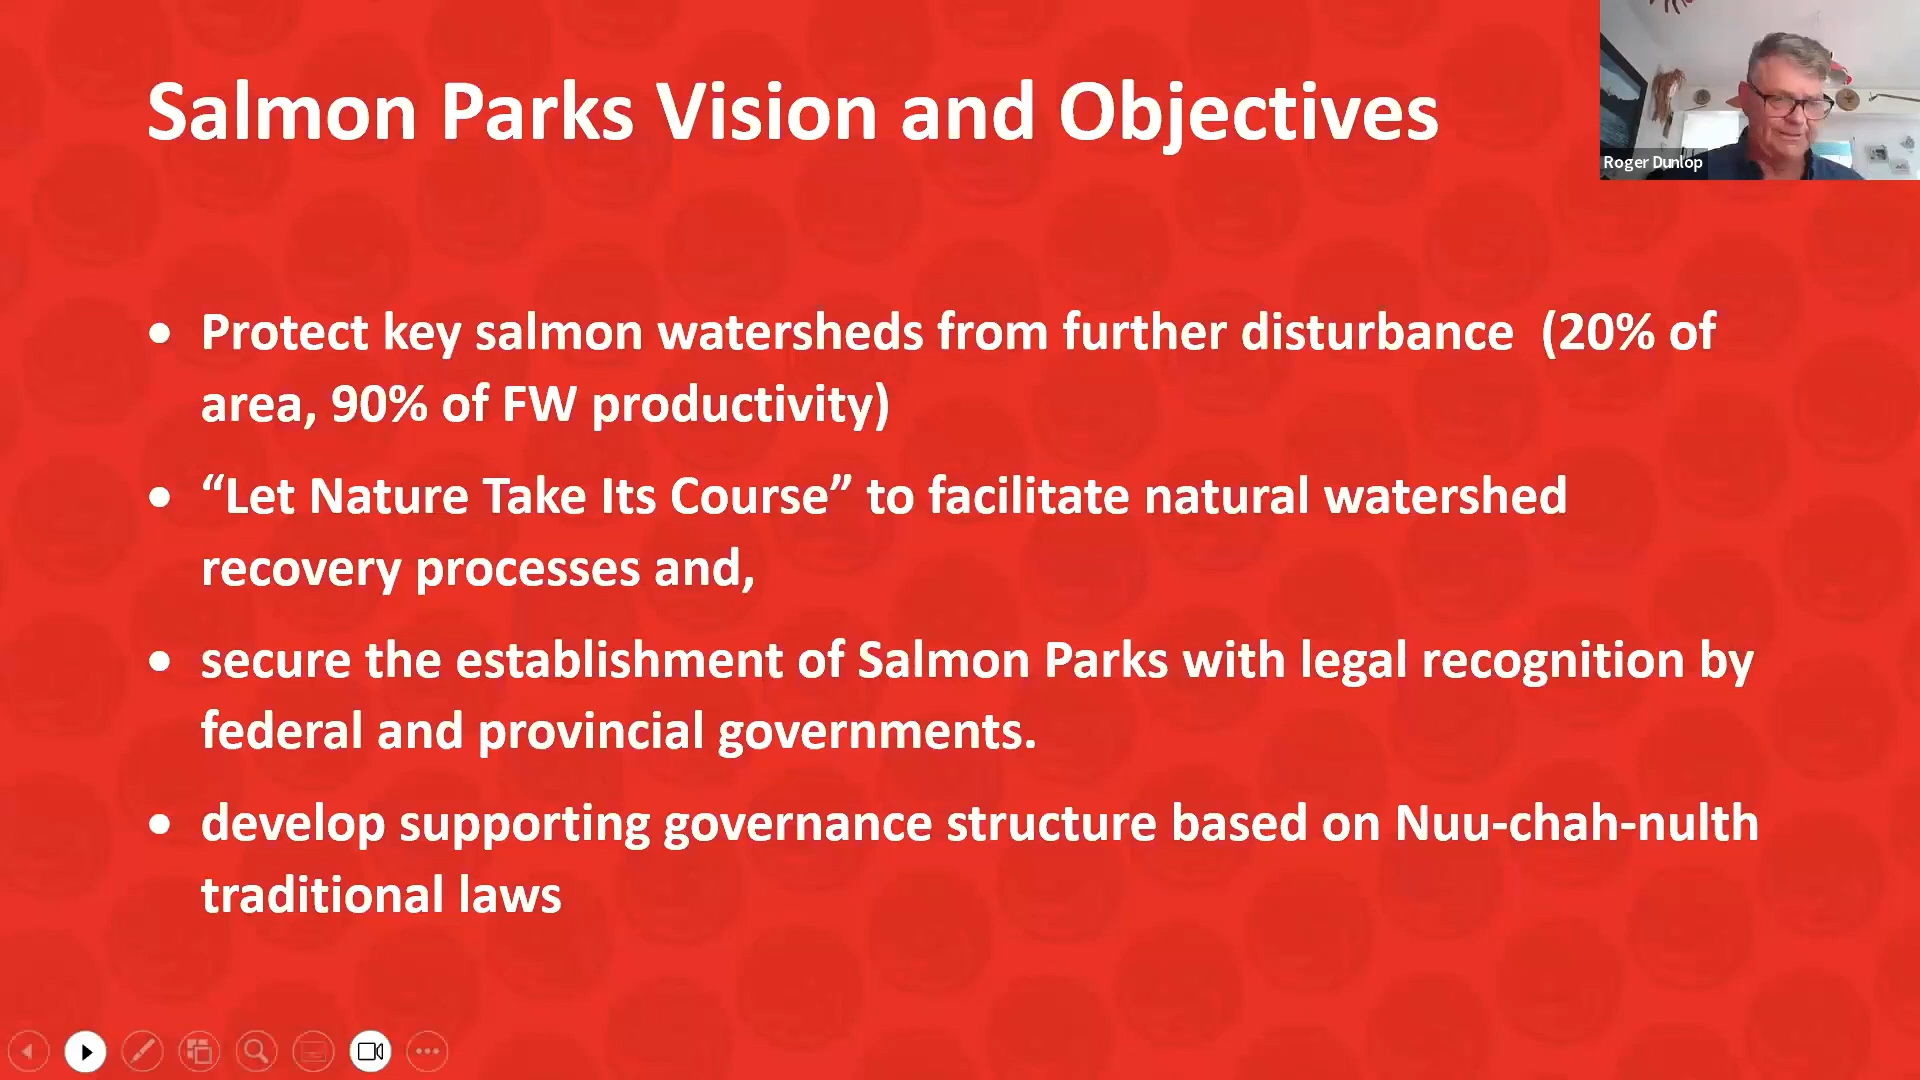 Salmon Parks Vision and Objectives
Roger Dunlop
• Protect key salmon watersheds from further disturbance  (20% of
area, 90% of FW productivity)
• “Let Nature Take Its Course” to facilitate natural watershed
recovery processes and,
• secure the establishment of Salmon Parks with legal recognition by
federal and provincial governments.
• develop supporting governance structure based on Nuu-chah-nulth
traditional laws